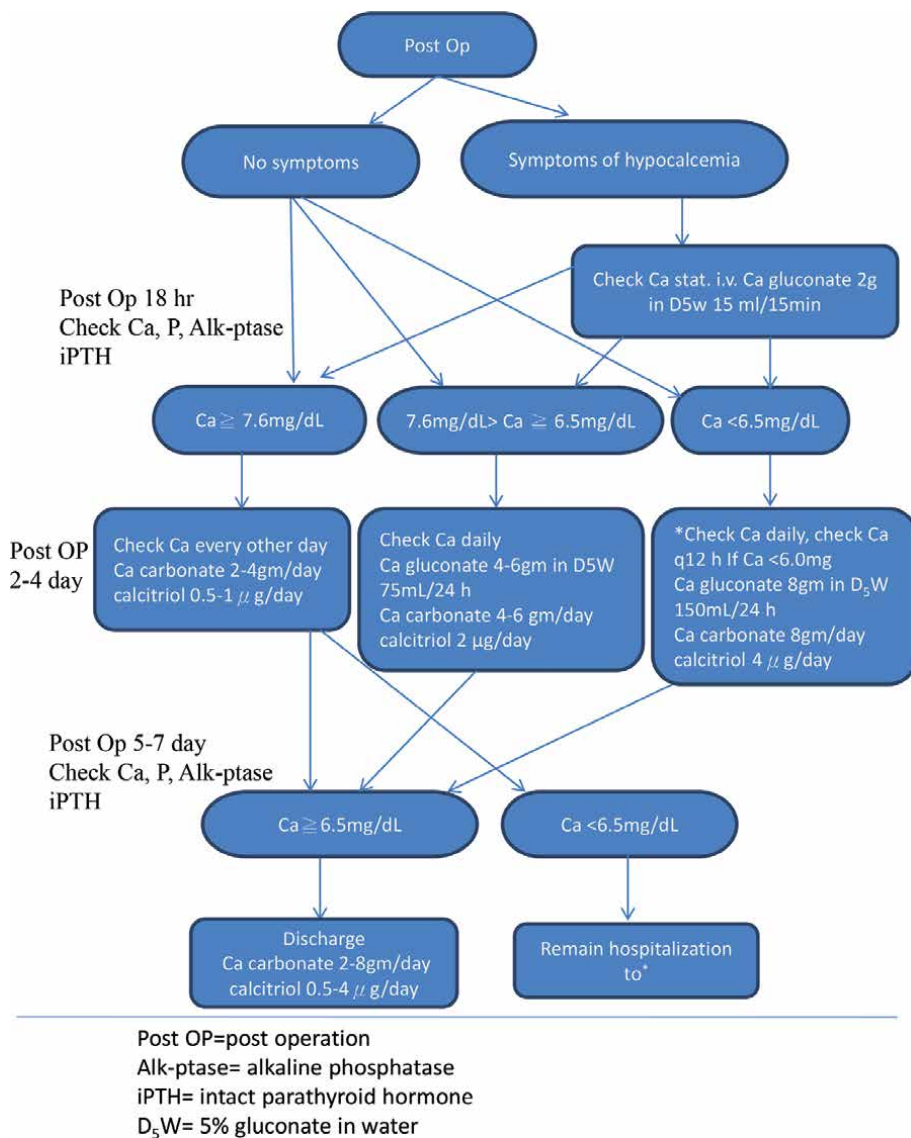 Post Op
No symptoms
Symptoms of hypocalcemia
Check Ca stat. i.v. Ca gluconate 2g
in D5w 15 ml/15min
Post Op 18 hr
Check Ca, P, Alk-ptase
iPTH
Ca≧ 7.6mg/dL
7.6mg/dL> Ca ≧ 6.5mg/dL
Ca <6.5mg/dL
Post OP
2-4 day
Check Ca every other day
Ca carbonate 2-4gm/day
calcitriol 0.5-1 μ g/day
Check Ca daily
Ca gluconate 4-6gm in D5W
75mL/24 h
Ca carbonate 4-6 gm/day
calcitriol 2 μg/day
*Check Ca daily, check Ca
q12 h If Ca <6.0mg
Ca gluconate 8gm in D₅W
150mL/24 h
Ca carbonate 8gm/day
calcitriol 4 μ g/day
Post Op 5-7 day
Check Ca, P, Alk-ptase
iPTH
Ca≧6.5mg/dL
Ca <6.5mg/dL
Discharge
Ca carbonate 2-8gm/day
calcitriol 0.5-4 μ g/day
Remain hospitalization
to*
Post OP=post operation
Alk-ptase= alkaline phosphatase
iPTH= intact parathyroid hormone
D₅W= 5% gluconate in water